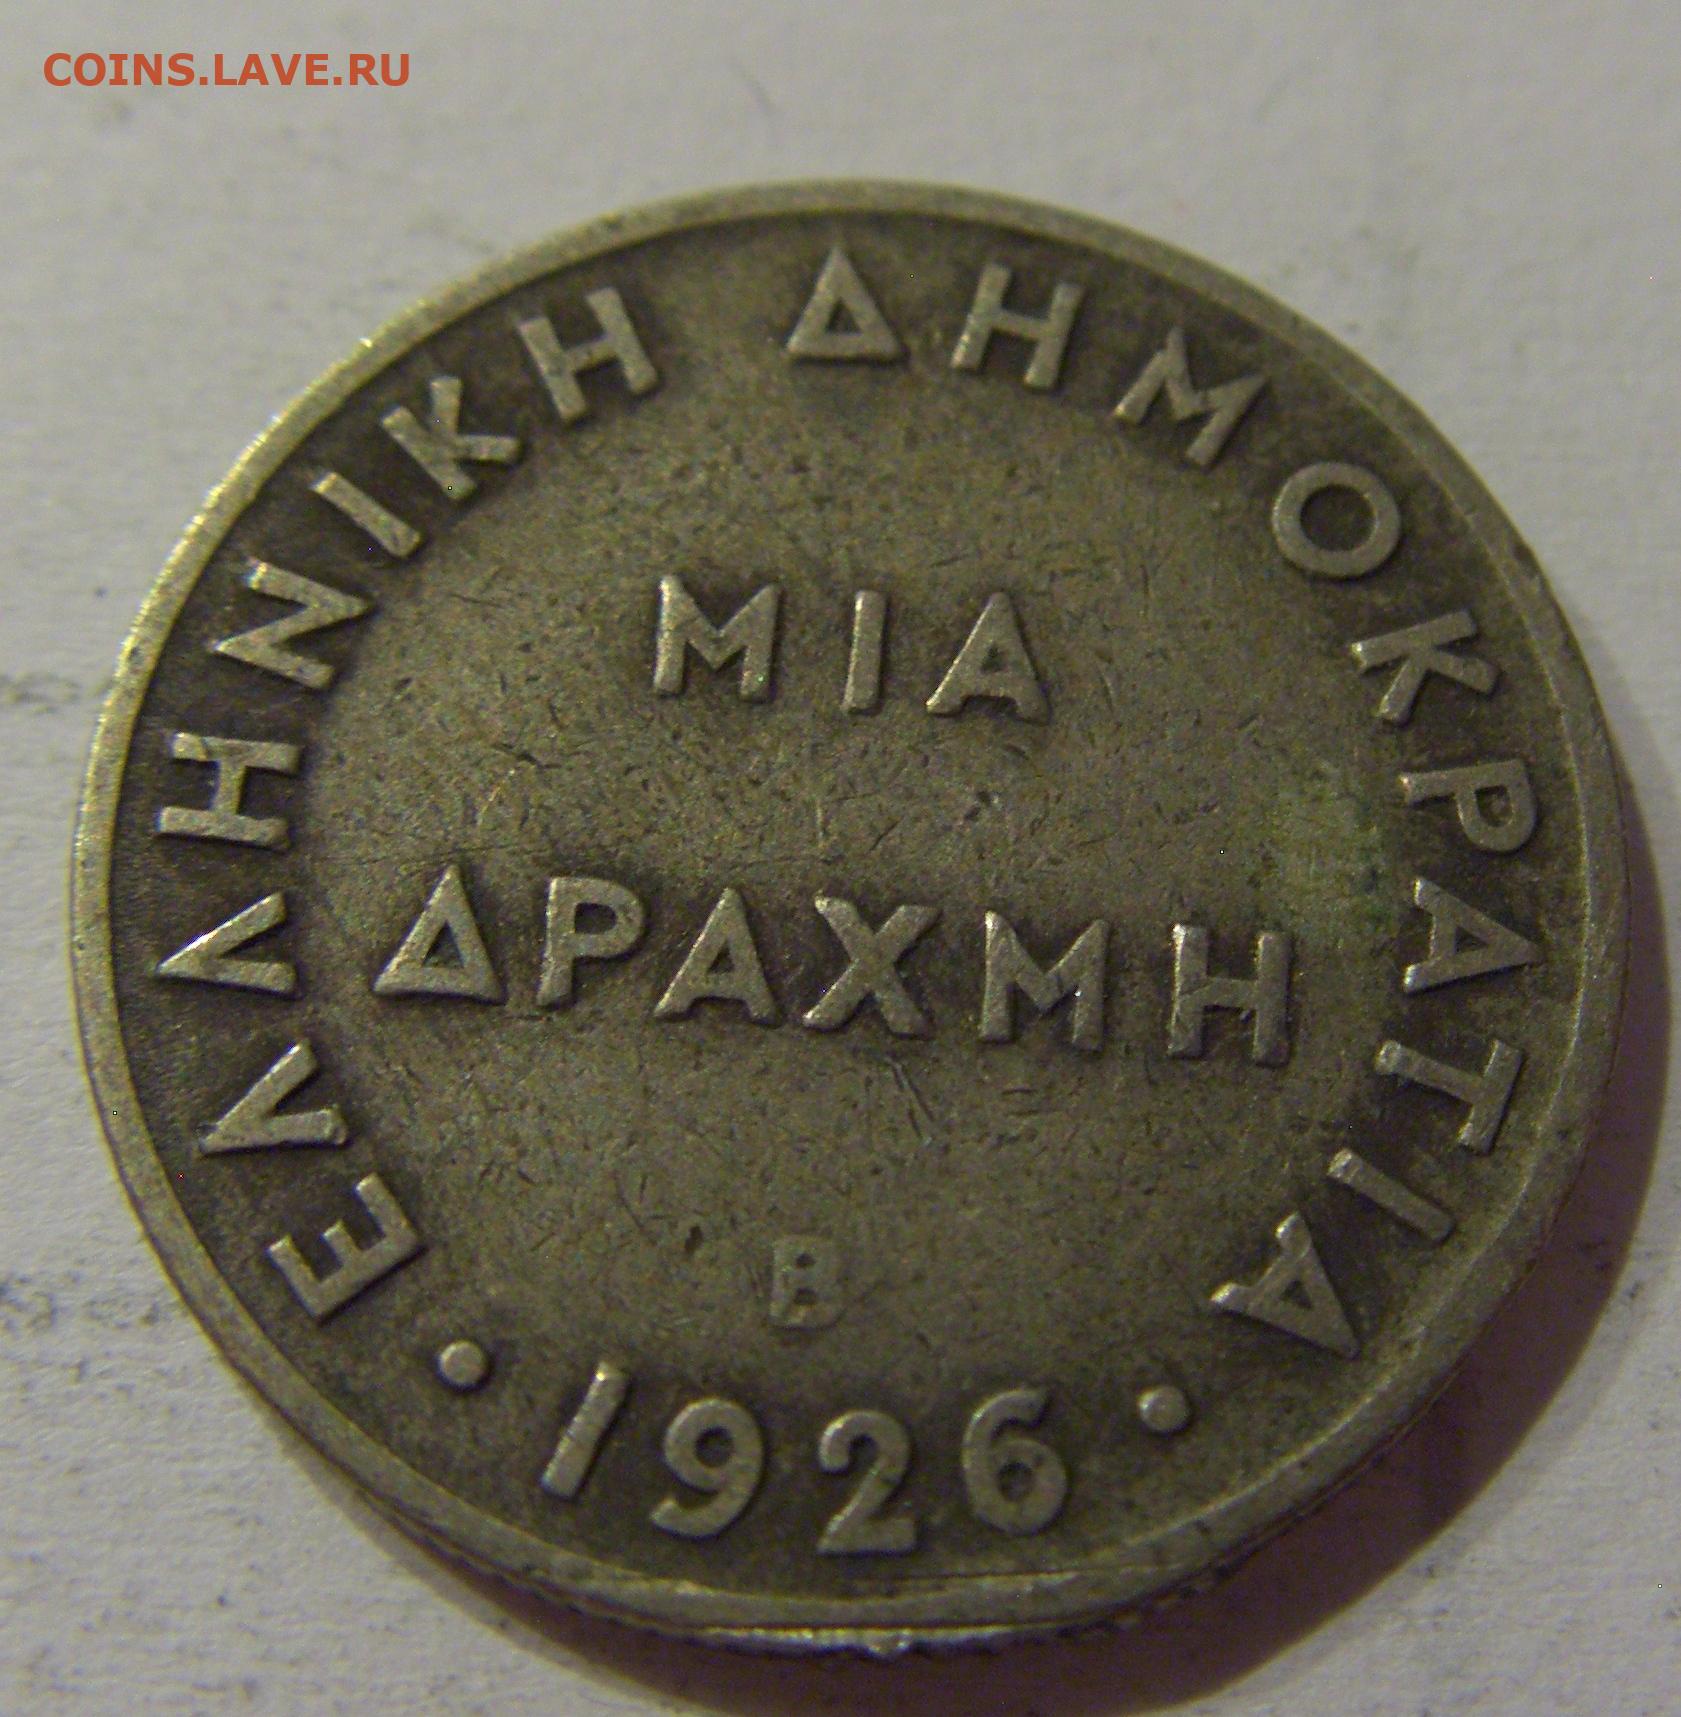 COINS.LAVE.RU
ΕΛΛΗΝΙΚΗ ΔΗΜΟΚΡΑΤΙΑ
ΜΙΑ
ΔΡΑΧΜΗ
B
·1926·